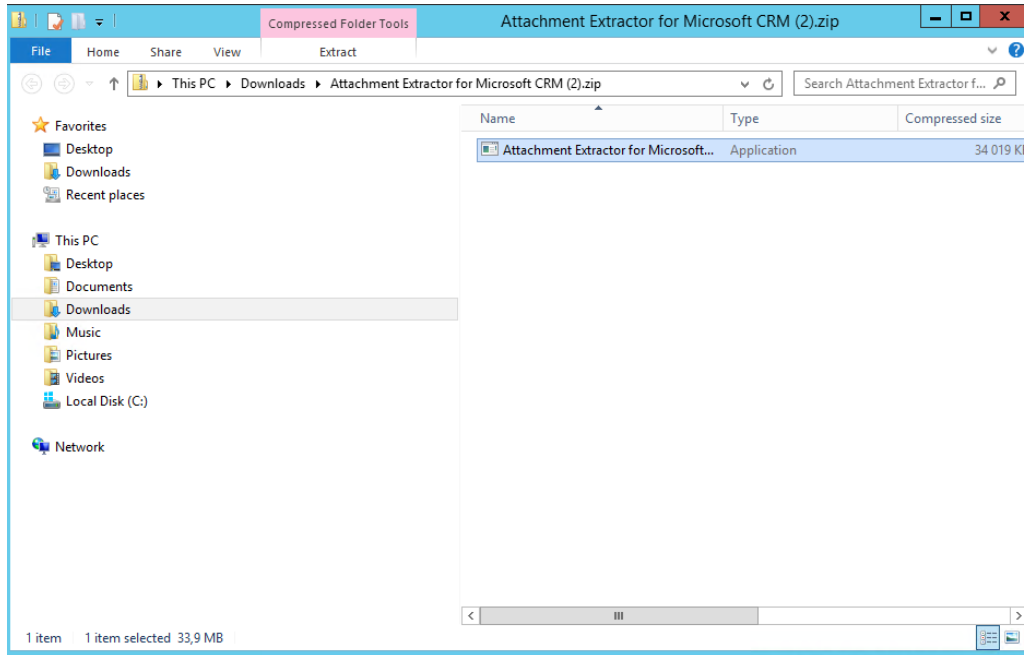 Compressed Folder Tools
Attachment Extractor for Microsoft CRM (2).zip
File Home Share View Extract
This PC Downloads Attachment Extractor for Microsoft CRM (2).zip
Search Attachment Extractor f...
Favorites
Desktop
Downloads
Recent places
This PC
Desktop
Documents
Downloads
Music
Pictures
Videos
Local Disk (C:)
Network
Name Type Compressed size
Attachment Extractor for Microsoft... Application 34 019 K
1 item 1 item selected 33,9 MB